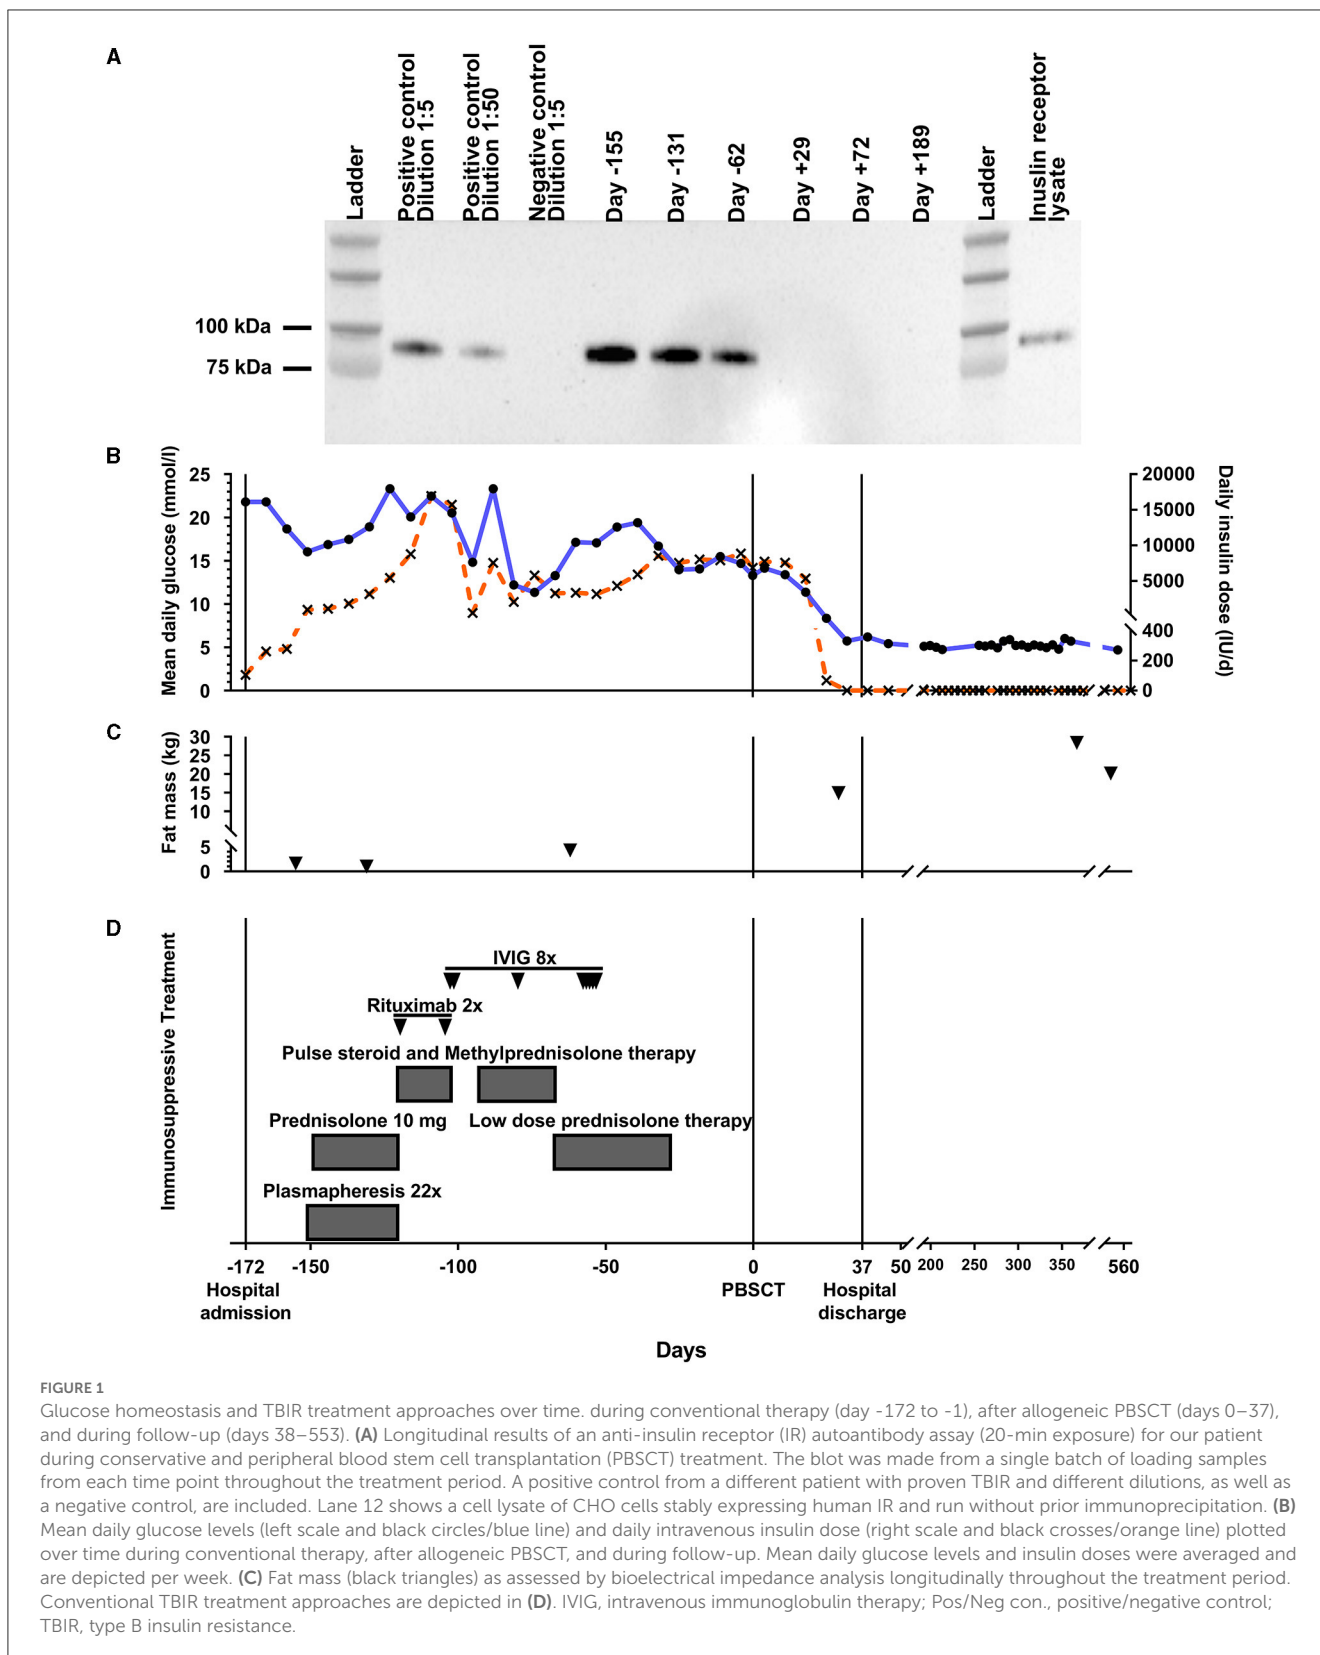 A
Ladder
Positive control
Dilution 1:5
Positive control
Dilution 1:50
Negative control
Dilution 1:5
Day -155
Day -131
Day -62
Day +29
Day +72
Day +189
Ladder
Inuslin receptor
lysate
100 kDa
75 kDa
B
Mean daily glucose (mmol/l)
25
20
15
10
5
0
20000
15000
10000
5000
400
200
0
Daily insulin dose (IU/d)
C
Fat mass (kg)
30
25
20
15
10
5
0
D
Immunosuppressive Treatment
IVIG 8x
Rituximab 2x
Pulse steroid and Methylprednisolone therapy
Prednisolone 10 mg
Low dose prednisolone therapy
Plasmapheresis 22x
-172 -150 -100 -50 0 37 50 200 250 300 350 560
Hospital admission
PBSCT
Hospital discharge
Days
FIGURE 1
Glucose homeostasis and TBIR treatment approaches over time. during conventional therapy (day -172 to -1), after allogeneic PBSCT (days 0–37),
and during follow-up (days 38–553). (A) Longitudinal results of an anti-insulin receptor (IR) autoantibody assay (20-min exposure) for our patient
during conservative and peripheral blood stem cell transplantation (PBSCT) treatment. The blot was made from a single batch of loading samples
from each time point throughout the treatment period. A positive control from a different patient with proven TBIR and different dilutions, as well as
a negative control, are included. Lane 12 shows a cell lysate of CHO cells stably expressing human IR and run without prior immunoprecipitation. (B)
Mean daily glucose levels (left scale and black circles/blue line) and daily intravenous insulin dose (right scale and black crosses/orange line) plotted
over time during conventional therapy, after allogeneic PBSCT, and during follow-up. Mean daily glucose levels and insulin doses were averaged and
are depicted per week. (C) Fat mass (black triangles) as assessed by bioelectrical impedance analysis longitudinally throughout the treatment period.
Conventional TBIR treatment approaches are depicted in (D). IVIG, intravenous immunoglobulin therapy; Pos/Neg con., positive/negative control;
TBIR, type B insulin resistance.